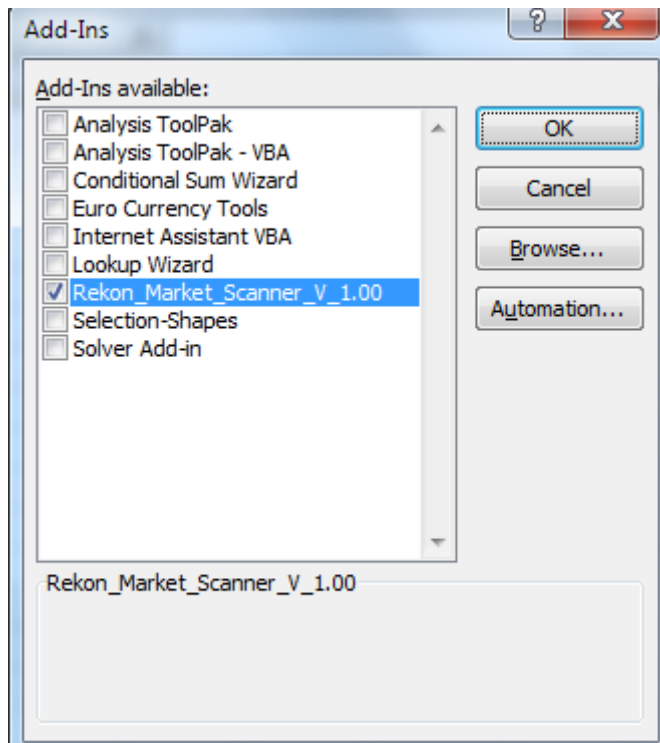 Add-Ins
Add-Ins available:
Analysis ToolPak
Analysis ToolPak - VBA
Conditional Sum Wizard
Euro Currency Tools
Internet Assistant VBA
Lookup Wizard
Rekon_Market_Scanner_V_1.00
Selection-Shapes
Solver Add-in
OK
Cancel
Browse...
Automation...
Rekon_Market_Scanner_V_1.00